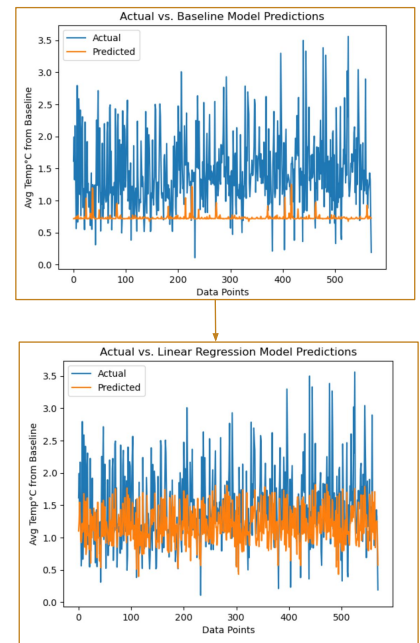 Actual vs. Baseline Model Predictions
Actual
Predicted
Avg Temp°C from Baseline
3.5
3.0
2.5
2.0
1.5
1.0
0.5
0.0
0 100 200 300 400 500
Data Points
Actual vs. Linear Regression Model Predictions
Actual
Predicted
Avg Temp°C from Baseline
3.5
3.0
2.5
2.0
1.5
1.0
0.5
0.0
0 100 200 300 400 500
Data Points